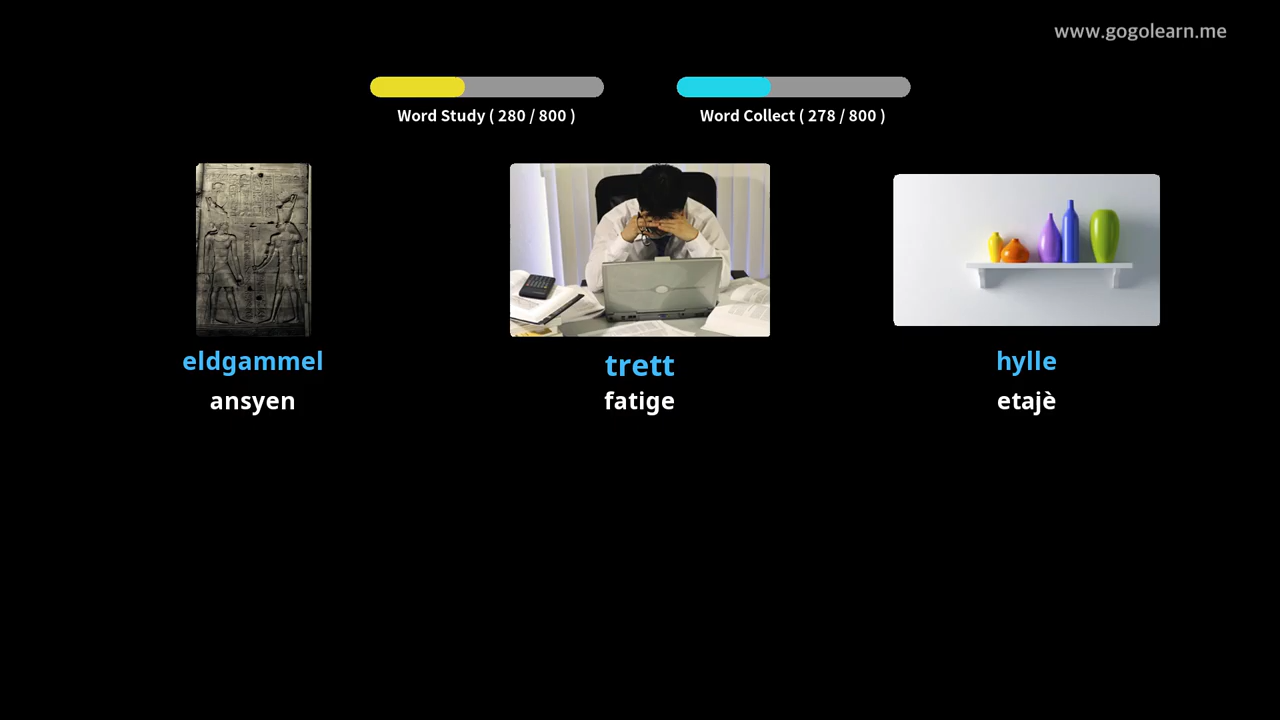 www.gogolearn.me
Word Study ( 280 / 800 )
Word Collect ( 278 / 800 )
eldgammel
ansyen
trett
fatige
hylle
etajè